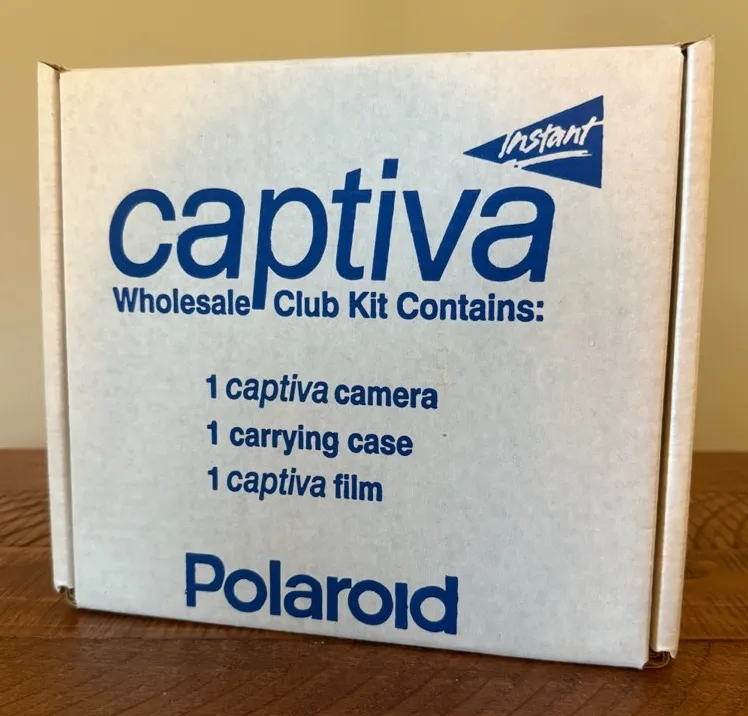 Instant
captiva
Wholesale Club Kit Contains:
1 captiva camera
1 carrying case
1 captiva film
Polaroid